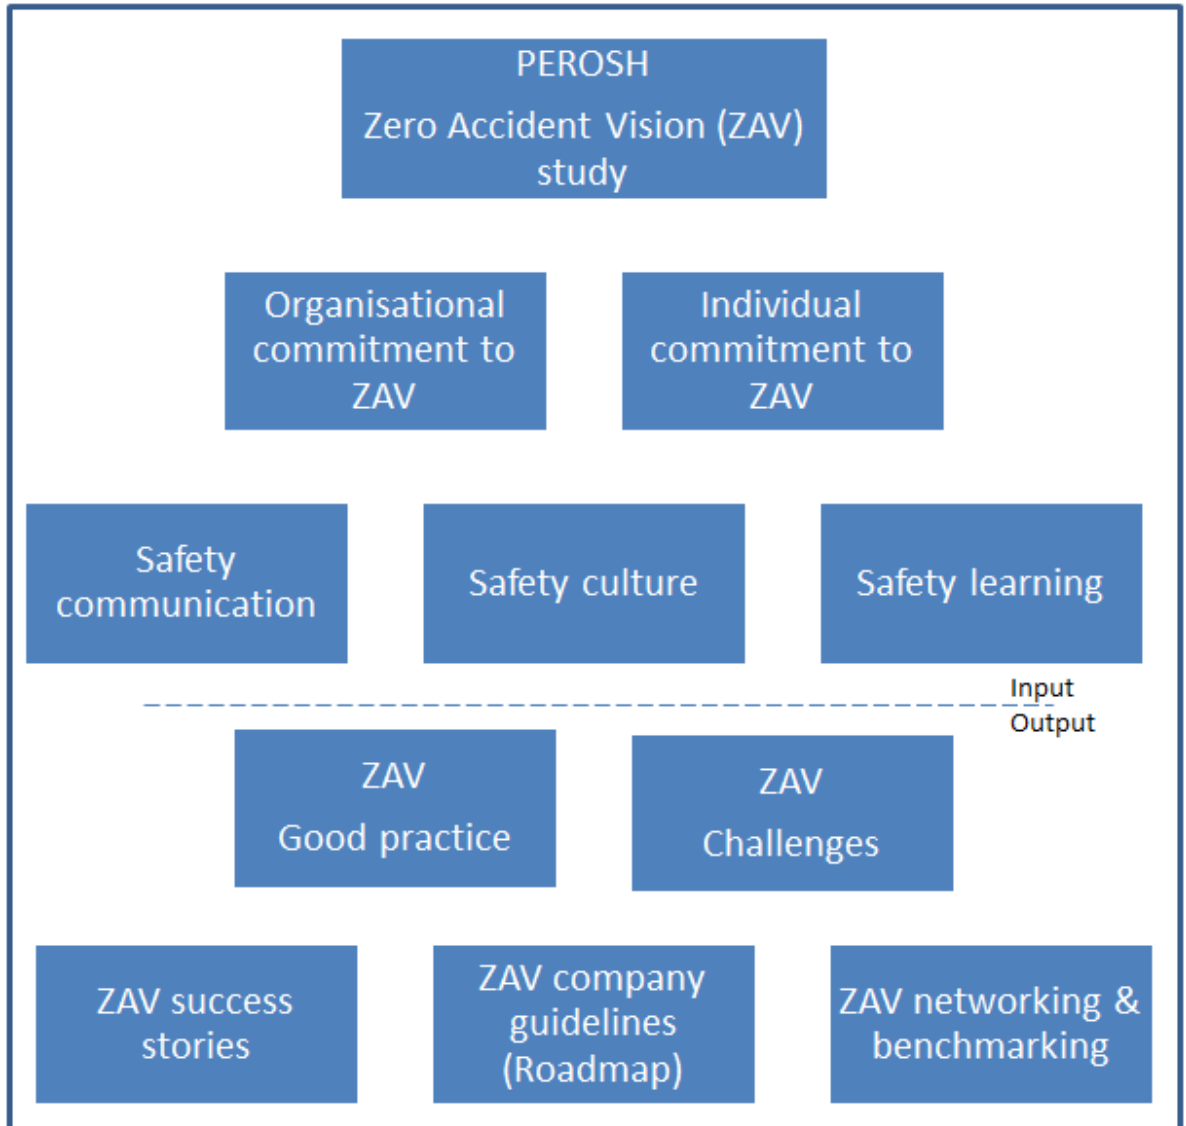 PEROSH
Zero Accident Vision (ZAV)
study
Organisational
commitment to
ZAV
Individual
commitment to
ZAV
Safety
communication
Safety culture
Safety learning
Input
Output
ZAV
Good practice
ZAV
Challenges
ZAV success
stories
ZAV company
guidelines
(Roadmap)
ZAV networking &
benchmarking